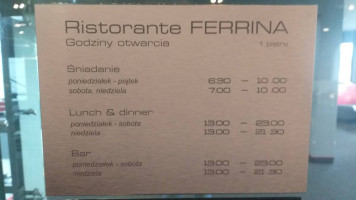 Ristorante FERRINA
Godziny otwarcia 1 piętro
Śniadanie
poniedziałek - piątek 6.30 - 10.00
sobota, niedziela 7.00 - 10.00
Lunch & dinner
poniedziałek - sobota 13.00 - 23.00
niedziela 13.00 - 21.30
Bar
poniedziałek - sobota 13.00 - 23.00
niedziela 13.00 - 21.30